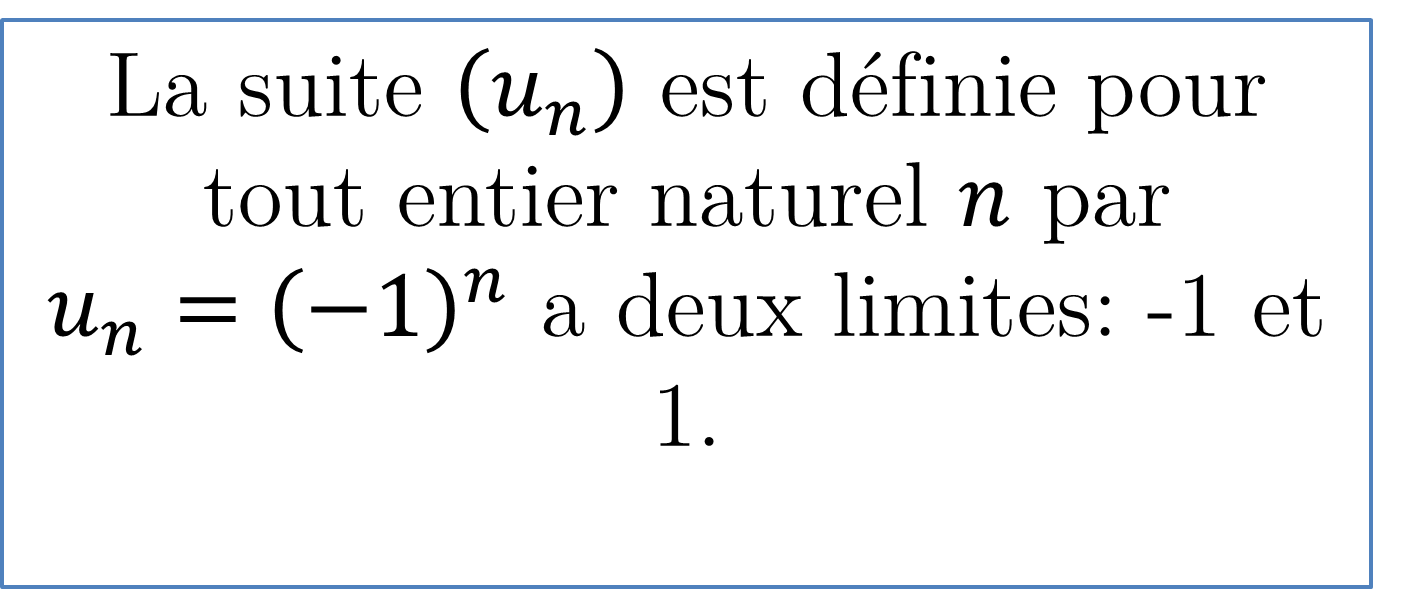 La suite (uₙ) est définie pour
tout entier naturel n par
uₙ = (−1)ⁿ a deux limites: -1 et
1.